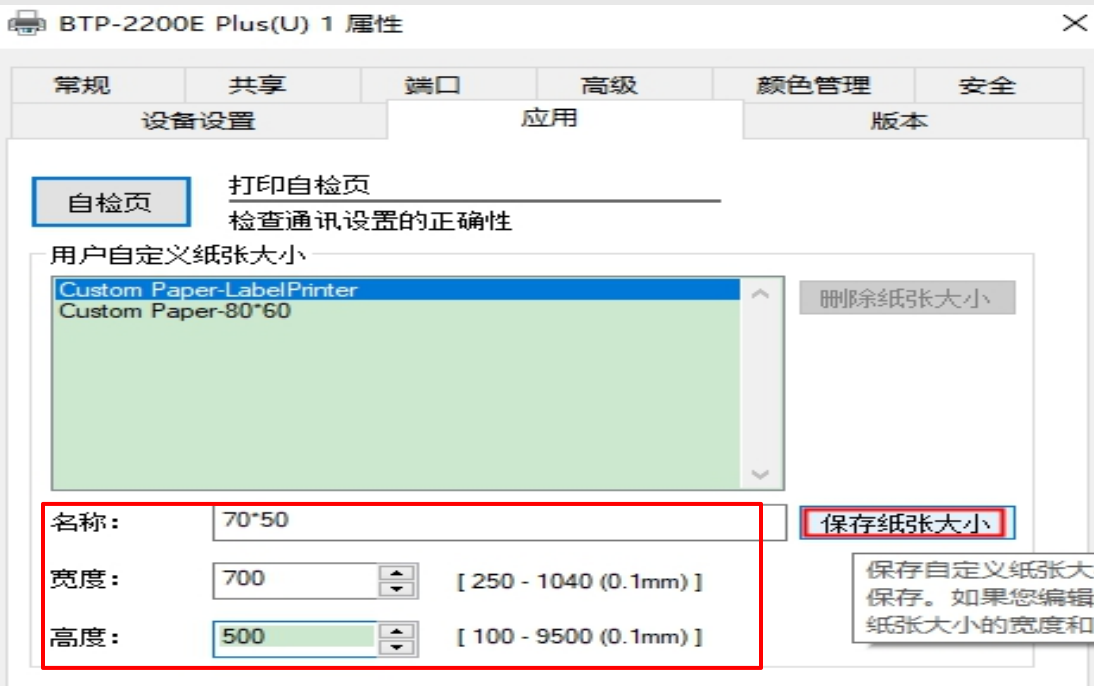 BTP-2200E Plus(U) 1 属性
常规 共享 端口 高级 颜色管理 安全
设备设置 应用 版本
自检页
打印自检页
检查通讯设置的正确性
用户自定义纸张大小
Custom Paper-LabelPrinter
Custom Paper-80*60
删除纸张大小
名称: 70*50 保存纸张大小
宽度: 700 [ 250 - 1040 (0.1mm) ]
高度: 500 [ 100 - 9500 (0.1mm) ]
保存自定义纸张大
保存。如果您编辑
纸张大小的宽度和